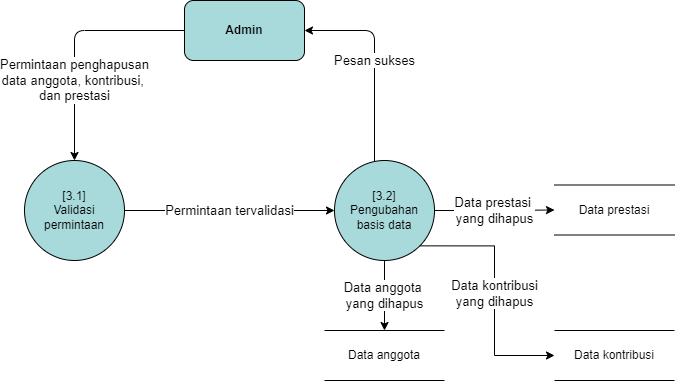 Admin
Permintaan penghapusan
data anggota, kontribusi,
dan prestasi
Pesan sukses
[3.1]
Validasi
permintaan
Permintaan tervalidasi
[3.2]
Pengubahan
basis data
Data prestasi
yang dihapus
Data prestasi
Data anggota
yang dihapus
Data kontribusi
yang dihapus
Data anggota
Data kontribusi